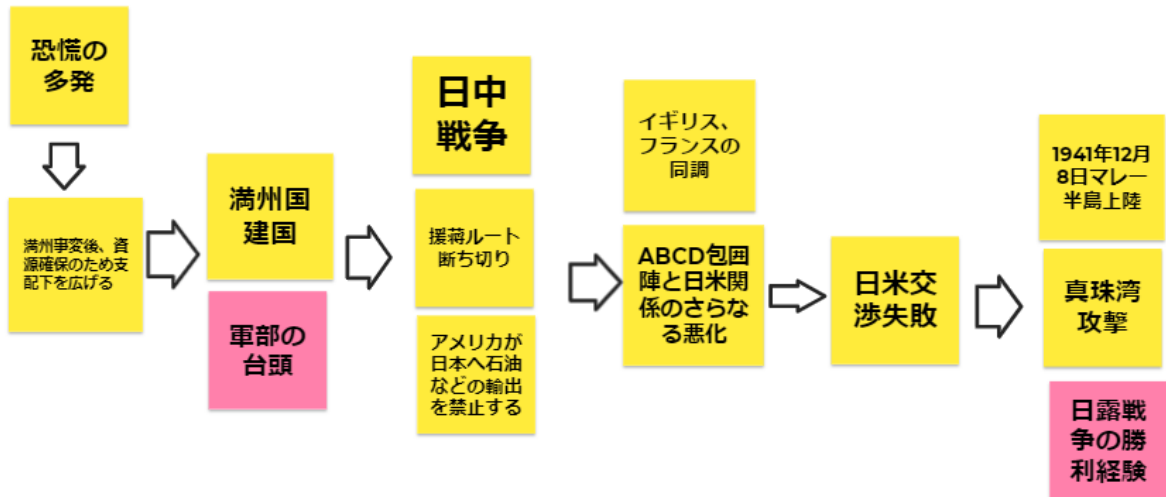 恐慌の
多発
満州事変後、資
源確保のため支
配下を広げる
満州国
建国
軍部の
台頭
日中
戦争
援蒋ルート
断ち切り
アメリカが
日本へ石油
などの輸出
を禁止する
イギリス、
フランスの
同調
ABCD包囲
陣と日米関
係のさらな
る悪化
日米交
渉失敗
1941年12月
8日マレー
半島上陸
真珠湾
攻撃
日露戦
争の勝
利経験